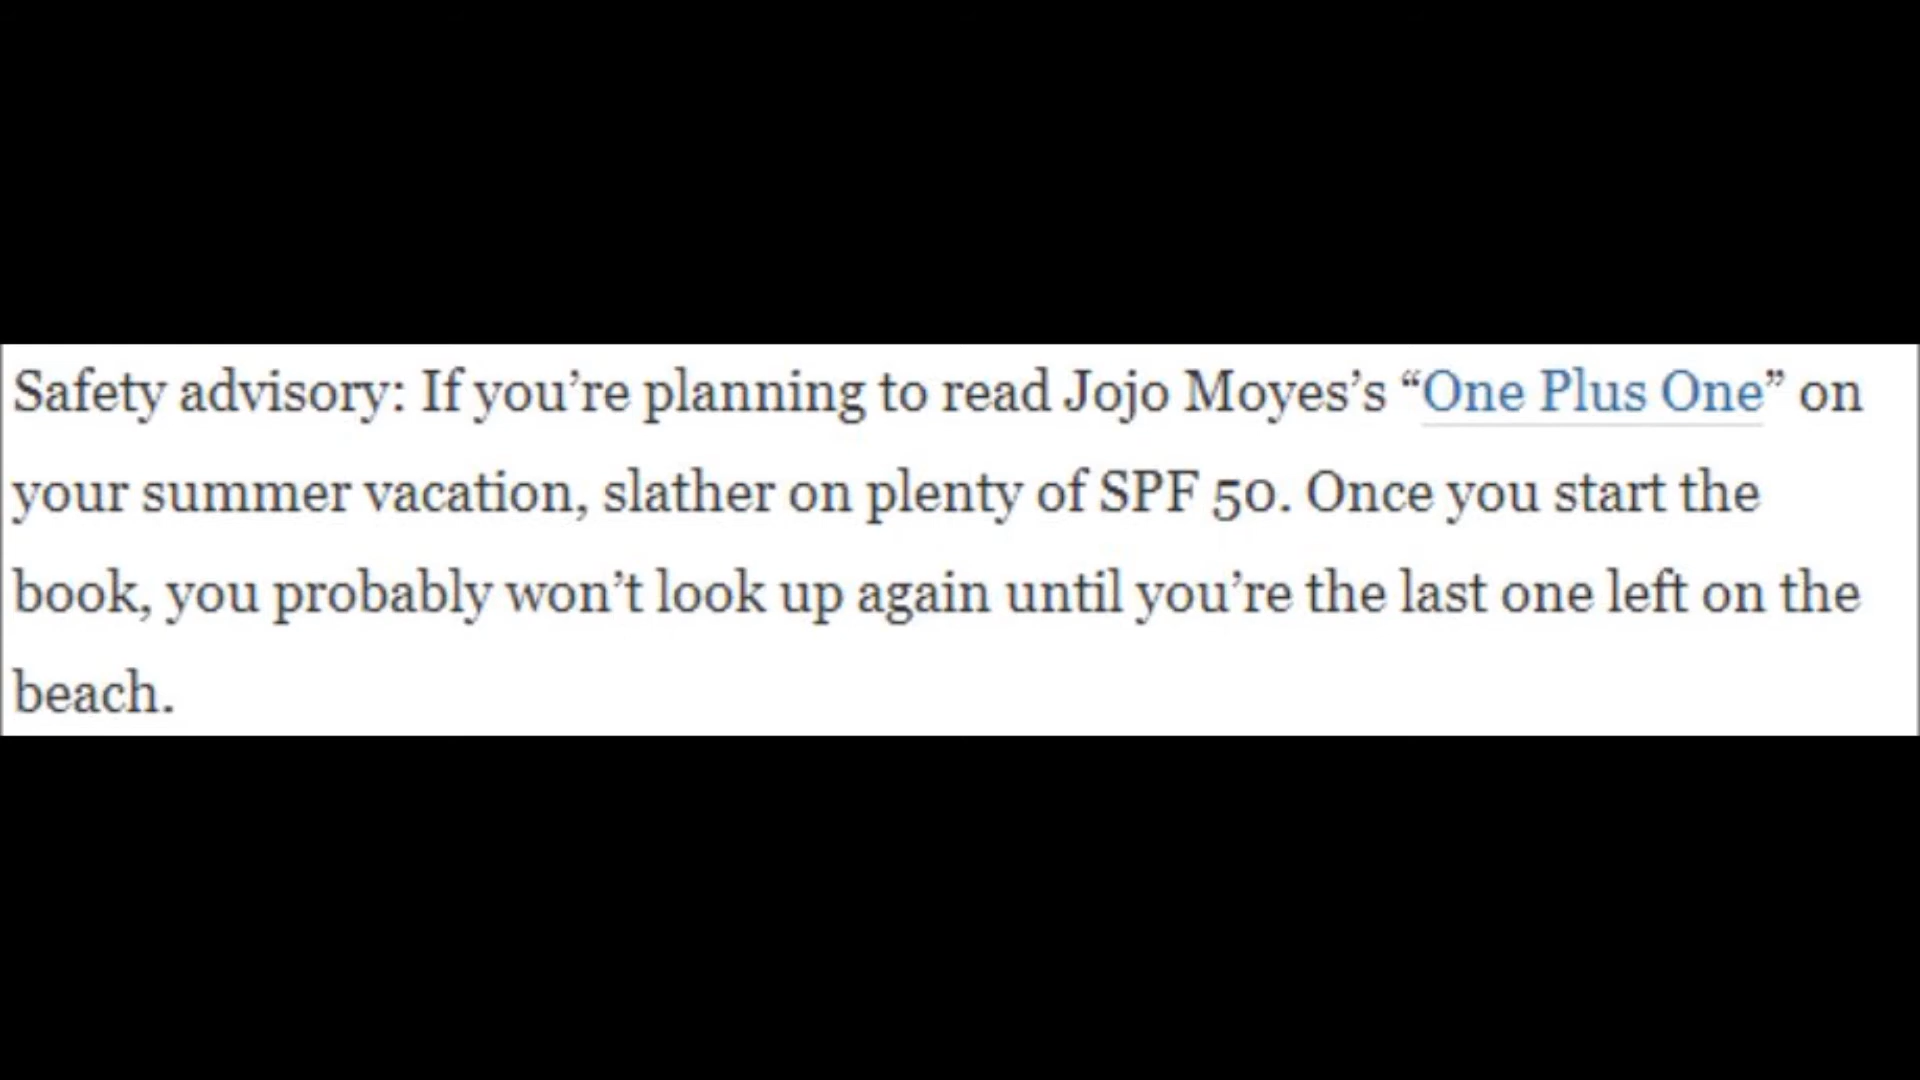 Safety advisory: If you’re planning to read Jojo Moyes’s “One Plus One” on
your summer vacation, slather on plenty of SPF 50. Once you start the
book, you probably won’t look up again until you’re the last one left on the
beach.